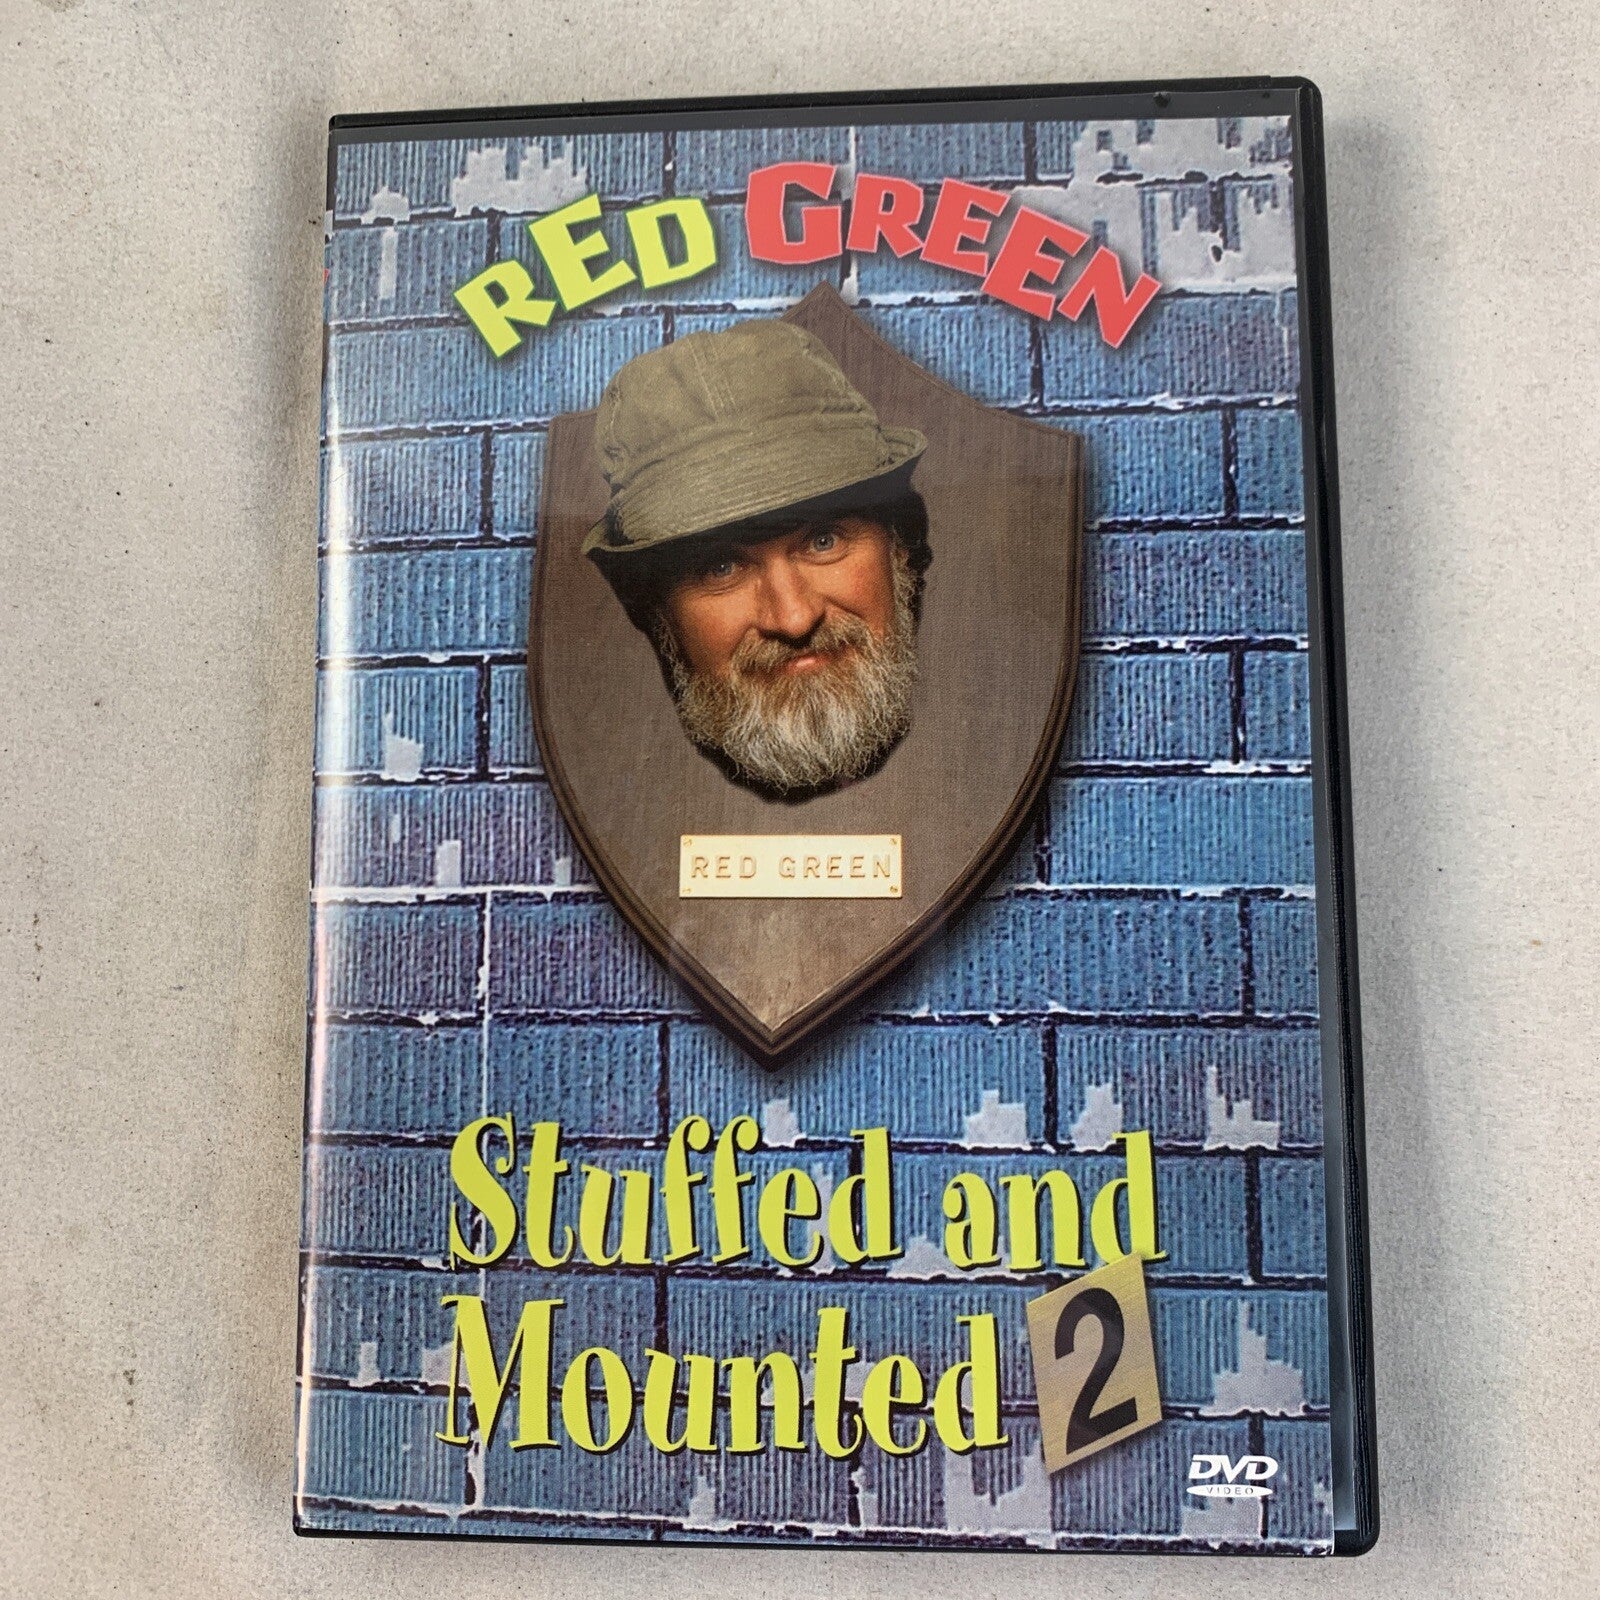 RED GREEN
RED GREEN
Stuffed and
Mounted 2
DVD
VIDEO